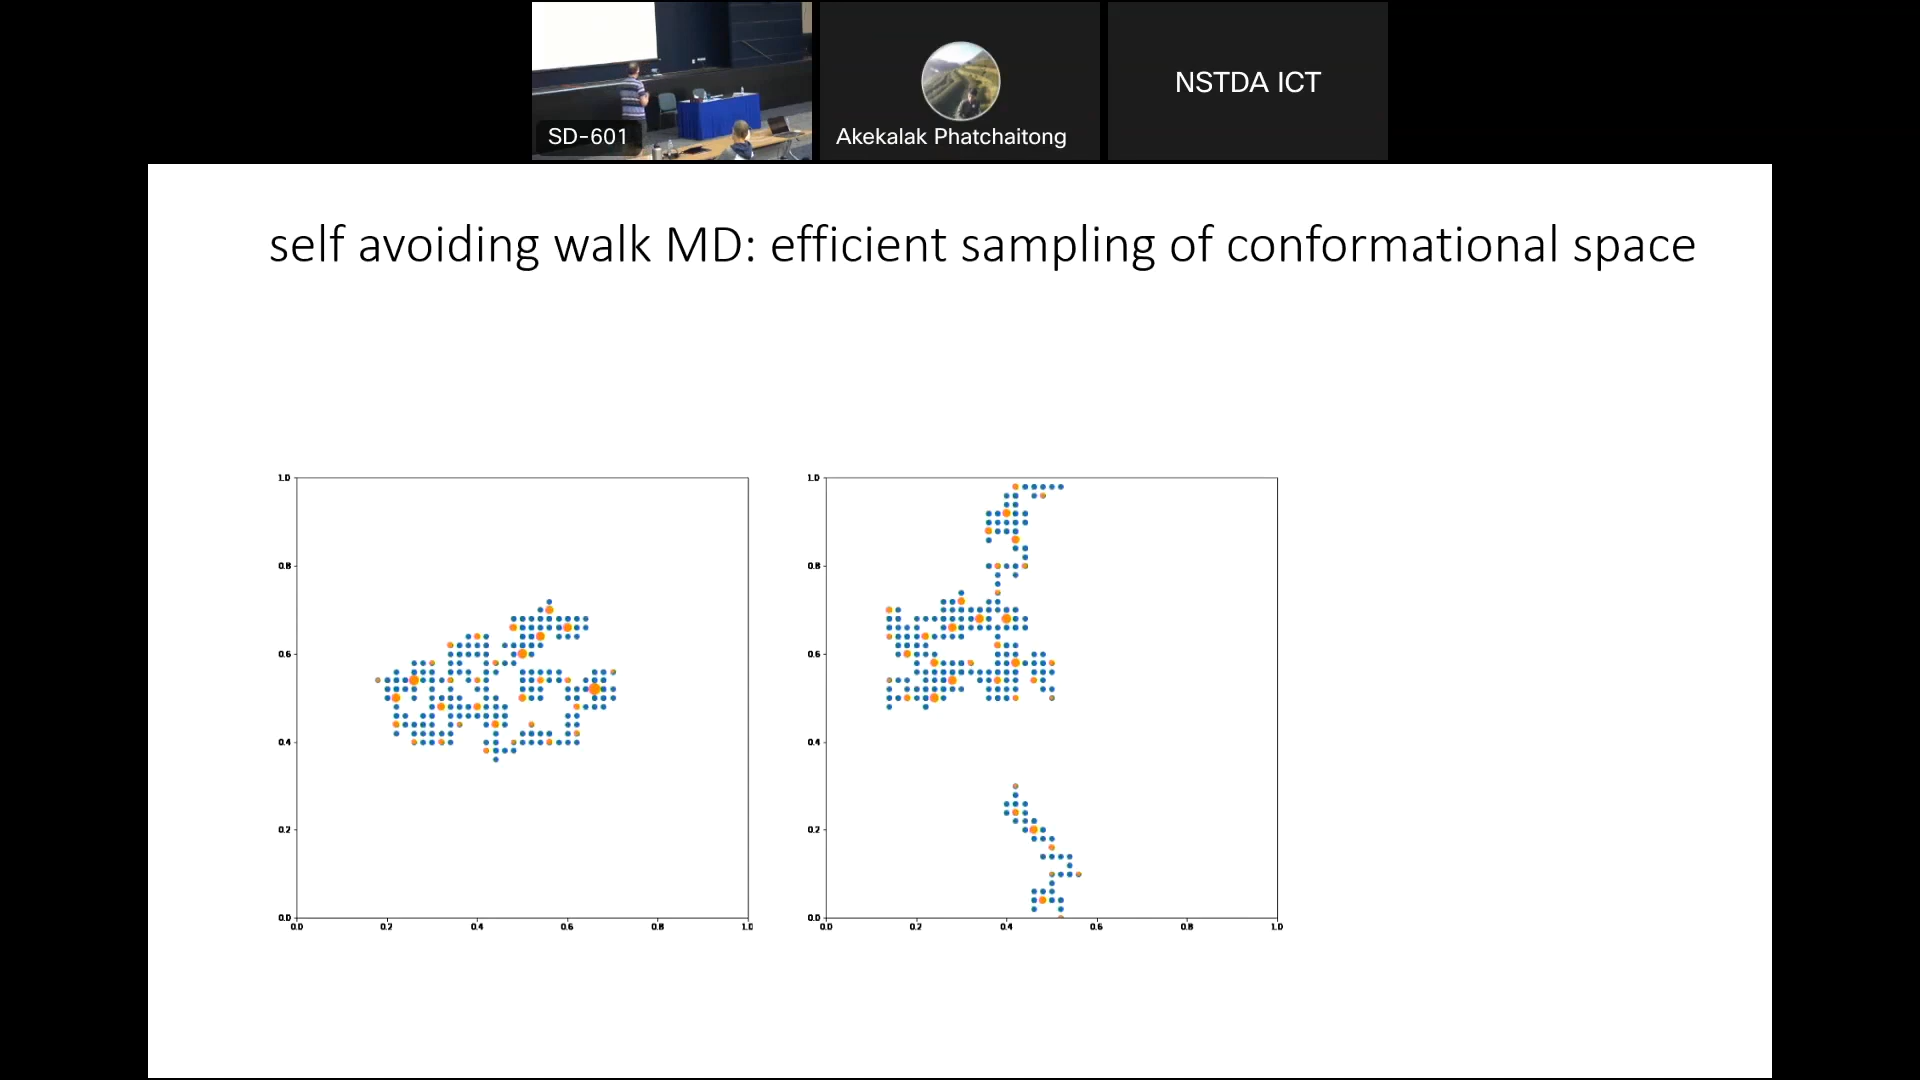 SD-601
Akekalak Phatchaitong
NSTDA ICT
self avoiding walk MD: efficient sampling of conformational space
1.0
0.8
0.6
0.4
0.2
0.0
0.0 0.2 0.4 0.6 0.8 1.0
1.0
0.8
0.6
0.4
0.2
0.0
0.0 0.2 0.4 0.6 0.8 1.0